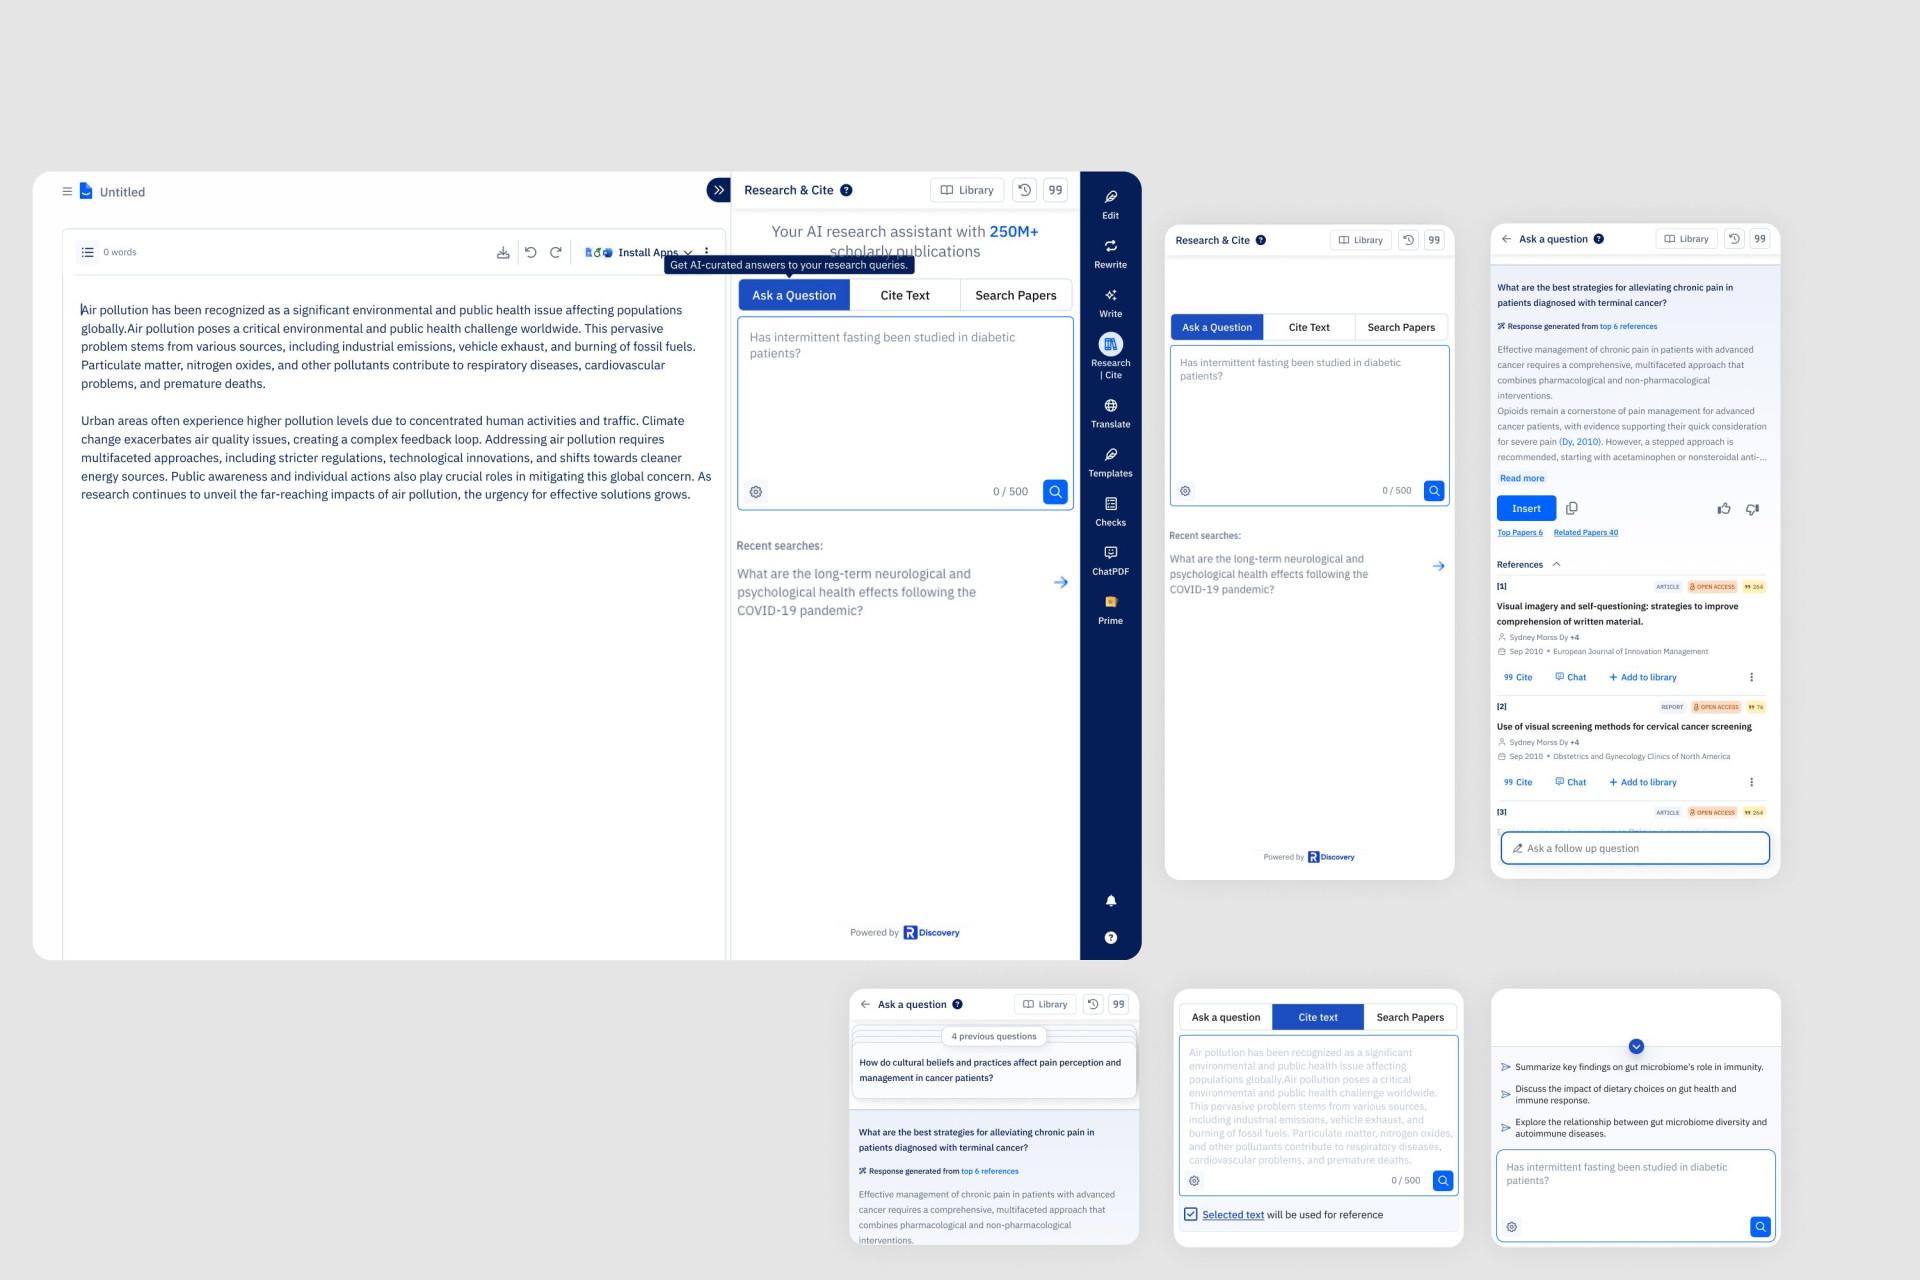 Untitled
0 words
Install Apps
Air pollution has been recognized as a significant environmental and public health issue affecting populations
globally.Air pollution poses a critical environmental and public health challenge worldwide. This pervasive
problem stems from various sources, including industrial emissions, vehicle exhaust, and burning of fossil fuels.
Particulate matter, nitrogen oxides, and other pollutants contribute to respiratory diseases, cardiovascular
problems, and premature deaths.
Urban areas often experience higher pollution levels due to concentrated human activities and traffic. Climate
change exacerbates air quality issues, creating a complex feedback loop. Addressing air pollution requires
multifaceted approaches, including stricter regulations, technological innovations, and shifts towards cleaner
energy sources. Public awareness and individual actions also play crucial roles in mitigating this global concern. As
research continues to unveil the far-reaching impacts of air pollution, the urgency for effective solutions grows.
Research & Cite
Library
Your AI research assistant with 250M+
scholarly publications
Get AI-curated answers to your research queries.
Ask a Question Cite Text Search Papers
Has intermittent fasting been studied in diabetic
patients?
0 / 500
Recent searches:
What are the long-term neurological and
psychological health effects following the
COVID-19 pandemic?
Powered by R Discovery
Edit
Rewrite
Write
Research
| Cite
Translate
Templates
Checks
ChatPDF
Prime
Research & Cite
Library
Ask a Question Cite Text Search Papers
Has intermittent fasting been studied in diabetic
patients?
0 / 500
Recent searches:
What are the long-term neurological and
psychological health effects following the
COVID-19 pandemic?
Powered by R Discovery
Ask a question
Library
What are the best strategies for alleviating chronic pain in
patients diagnosed with terminal cancer?
Response generated from top 6 references
Effective management of chronic pain in patients with advanced
cancer requires a comprehensive, multifaceted approach that
combines pharmacological and non-pharmacological
interventions.
Opioids remain a cornerstone of pain management for advanced
cancer patients, with evidence supporting their quick consideration
for severe pain (Dy, 2010). However, a stepped approach is
recommended, starting with acetaminophen or nonsteroidal anti-...
Read more
Insert
Top Papers 6 Related Papers 40
References
[1] ARTICLE OPEN ACCESS 264
Visual imagery and self-questioning: strategies to improve
comprehension of written material.
Sydney Morss Dy +4
Sep 2010 • European Journal of Innovation Management
Cite Chat + Add to library
[2] REPORT OPEN ACCESS 76
Use of visual screening methods for cervical cancer screening
Sydney Morss Dy +4
Sep 2010 • Obstetrics and Gynecology Clinics of North America
Cite Chat + Add to library
[3] ARTICLE OPEN ACCESS 264
Ask a follow up question
Ask a question
Library
4 previous questions
How do cultural beliefs and practices affect pain perception and
management in cancer patients?
What are the best strategies for alleviating chronic pain in
patients diagnosed with terminal cancer?
Response generated from top 6 references
Effective management of chronic pain in patients with advanced
cancer requires a comprehensive, multifaceted approach that
combines pharmacological and non-pharmacological
interventions.
Ask a question Cite text Search Papers
Air pollution has been recognized as a significant
environmental and public health issue affecting
populations globally.Air pollution poses a critical
environmental and public health challenge worldwide.
This pervasive problem stems from various sources,
including industrial emissions, vehicle exhaust, and
burning of fossil fuels. Particulate matter, nitrogen oxides,
and other pollutants contribute to respiratory diseases,
cardiovascular problems, and premature deaths.
0 / 500
Selected text will be used for reference
Summarize key findings on gut microbiome's role in immunity.
Discuss the impact of dietary choices on gut health and
immune response.
Explore the relationship between gut microbiome diversity and
autoimmune diseases.
Has intermittent fasting been studied in diabetic
patients?